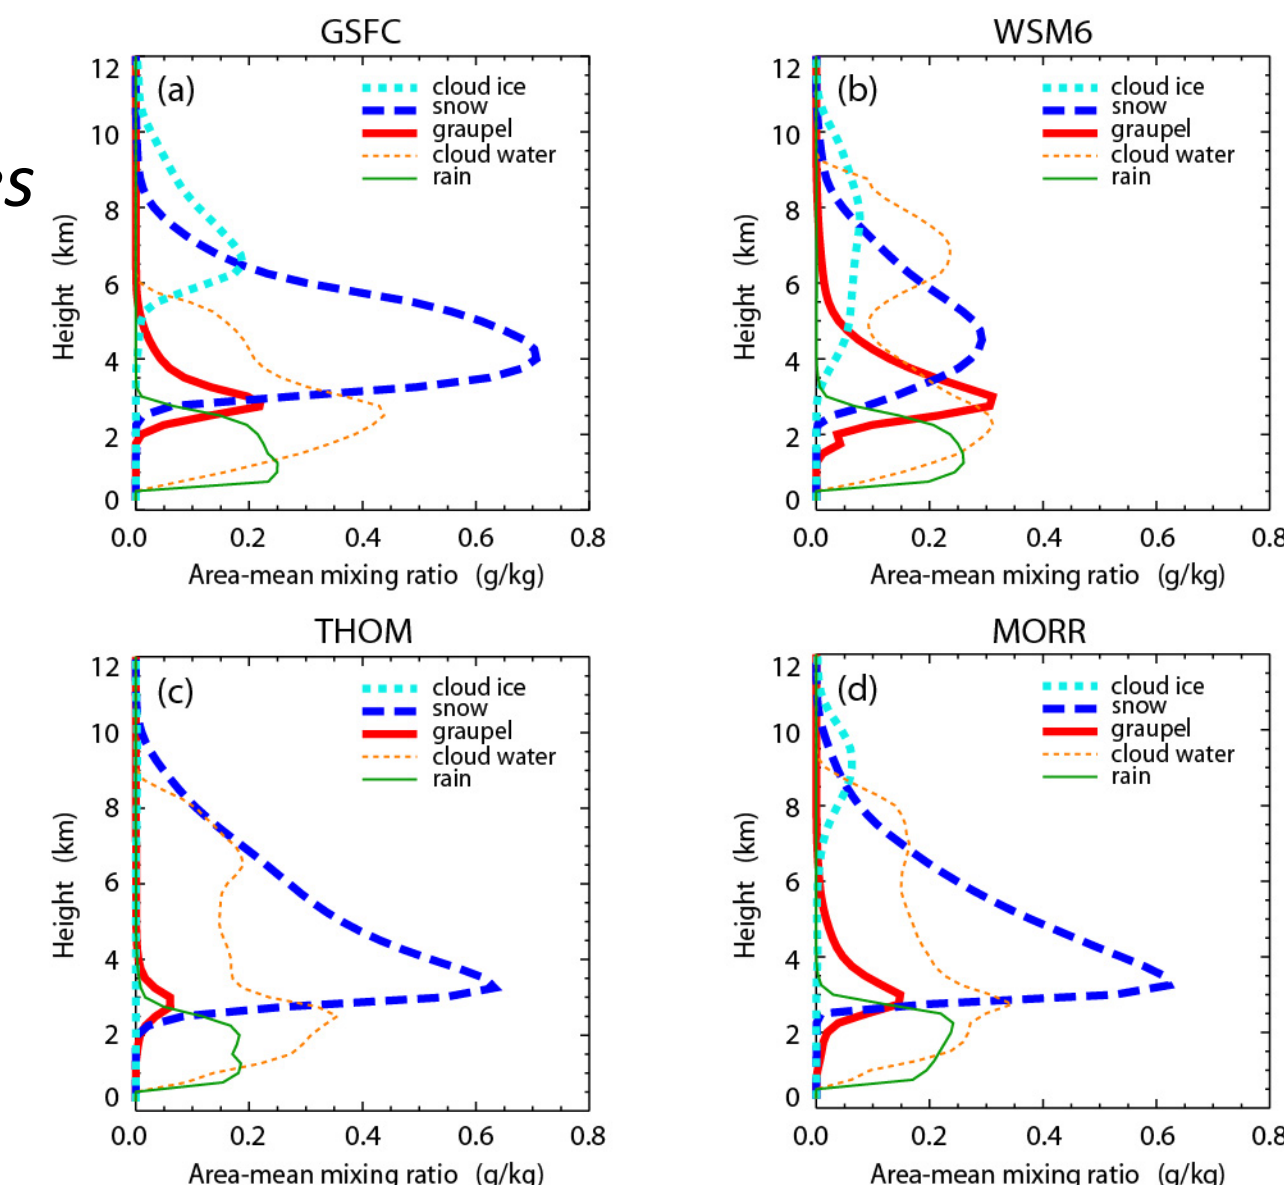 s
GSFC
(a)
cloud ice
snow
graupel
cloud water
rain
12
10
8
6
4
2
0
Height (km)
0.0 0.2 0.4 0.6 0.8
Area-mean mixing ratio (g/kg)
WSM6
(b)
cloud ice
snow
graupel
cloud water
rain
12
10
8
6
4
2
0
Height (km)
0.0 0.2 0.4 0.6 0.8
Area-mean mixing ratio (g/kg)
THOM
(c)
cloud ice
snow
graupel
cloud water
rain
12
10
8
6
4
2
0
Height (km)
0.0 0.2 0.4 0.6 0.8
Area-mean mixing ratio (g/kg)
MORR
(d)
cloud ice
snow
graupel
cloud water
rain
12
10
8
6
4
2
0
Height (km)
0.0 0.2 0.4 0.6 0.8
Area-mean mixing ratio (g/kg)